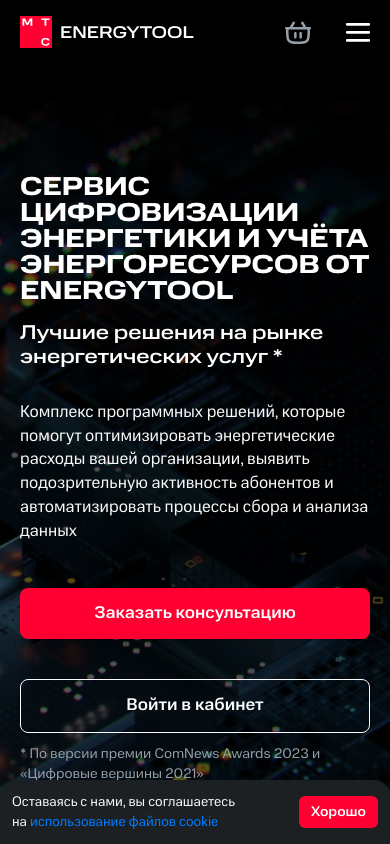 МТС
ENERGYTOOL
СЕРВИС
ЦИФРОВИЗАЦИИ
ЭНЕРГЕТИКИ И УЧЁТА
ЭНЕРГОРЕСУРСОВ ОТ
ENERGYTOOL
Лучшие решения на рынке
энергетических услуг *
Комплекс программных решений, которые
помогут оптимизировать энергетические
расходы вашей организации, выявить
подозрительную активность абонентов и
автоматизировать процессы сбора и анализа
данных
Заказать консультацию
Войти в кабинет
* По версии премии ComNews Awards 2023 и
«Цифровые вершины 2021»
Оставаясь с нами, вы соглашаетесь
на использование файлов cookie
Хорошо